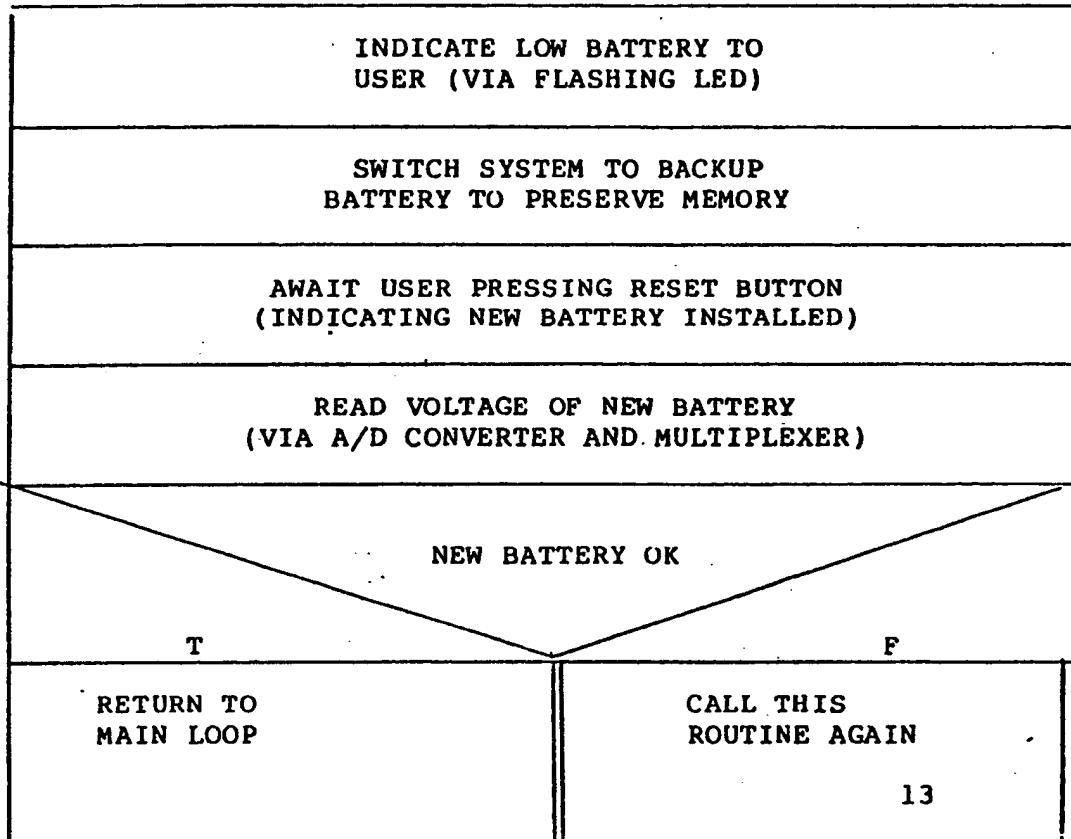 INDICATE LOW BATTERY TO
USER (VIA FLASHING LED)
SWITCH SYSTEM TO BACKUP
BATTERY TO PRESERVE MEMORY
AWAIT USER PRESSING RESET BUTTON
(INDICATING NEW BATTERY INSTALLED)
READ VOLTAGE OF NEW BATTERY
(VIA A/D CONVERTER AND MULTIPLEXER)
NEW BATTERY OK
T
F
RETURN TO
MAIN LOOP
CALL THIS
ROUTINE AGAIN
13